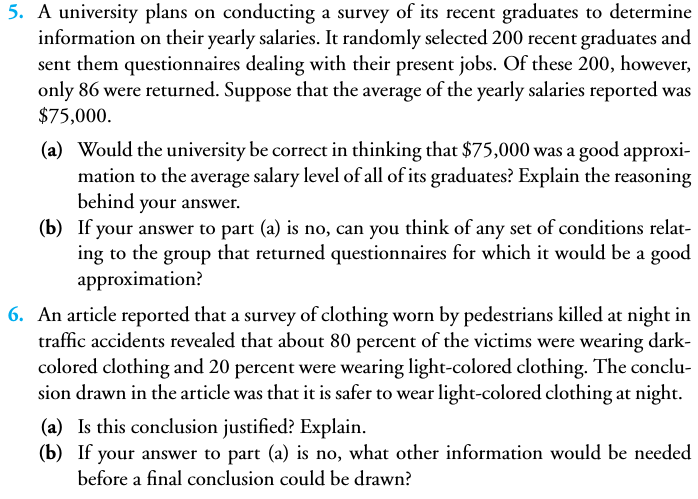 5. A university plans on conducting a survey of its recent graduates to determine
information on their yearly salaries. It randomly selected 200 recent graduates and
sent them questionnaires dealing with their present jobs. Of these 200, however,
only 86 were returned. Suppose that the average of the yearly salaries reported was
$75,000.
(a) Would the university be correct in thinking that $75,000 was a good approxi-
mation to the average salary level of all of its graduates? Explain the reasoning
behind your answer.
(b) If your answer to part (a) is no, can you think of any set of conditions relat-
ing to the group that returned questionnaires for which it would be a good
approximation?
6. An article reported that a survey of clothing worn by pedestrians killed at night in
traffic accidents revealed that about 80 percent of the victims were wearing dark-
colored clothing and 20 percent were wearing light-colored clothing. The conclu-
sion drawn in the article was that it is safer to wear light-colored clothing at night.
(a) Is this conclusion justified? Explain.
(b) If your answer to part (a) is no, what other information would be needed
before a final conclusion could be drawn?